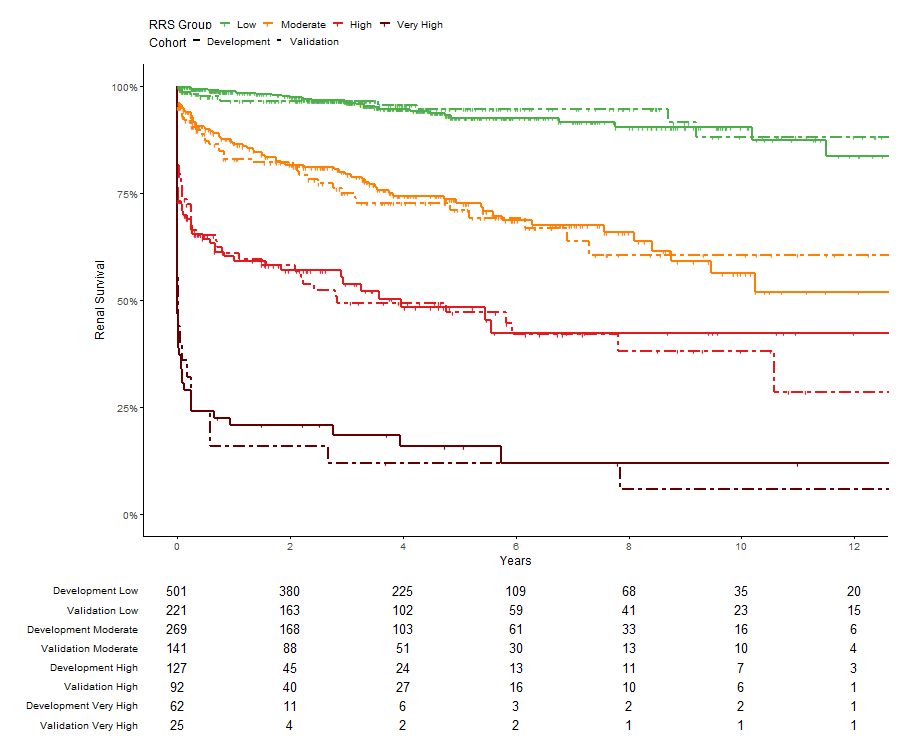 RRS Group Low Moderate High Very High
Cohort Development Validation
100%
75%
50%
25%
0%
Renal Survival
0 2 4 6 8 10 12
Years
Development Low 501 380 225 109 68 35 20
Validation Low 221 163 102 59 41 23 15
Development Moderate 269 168 103 61 33 16 6
Validation Moderate 141 88 51 30 13 10 4
Development High 127 45 24 13 11 7 3
Validation High 92 40 27 16 10 6 1
Development Very High 62 11 6 3 2 2 1
Validation Very High 25 4 2 2 1 1 1